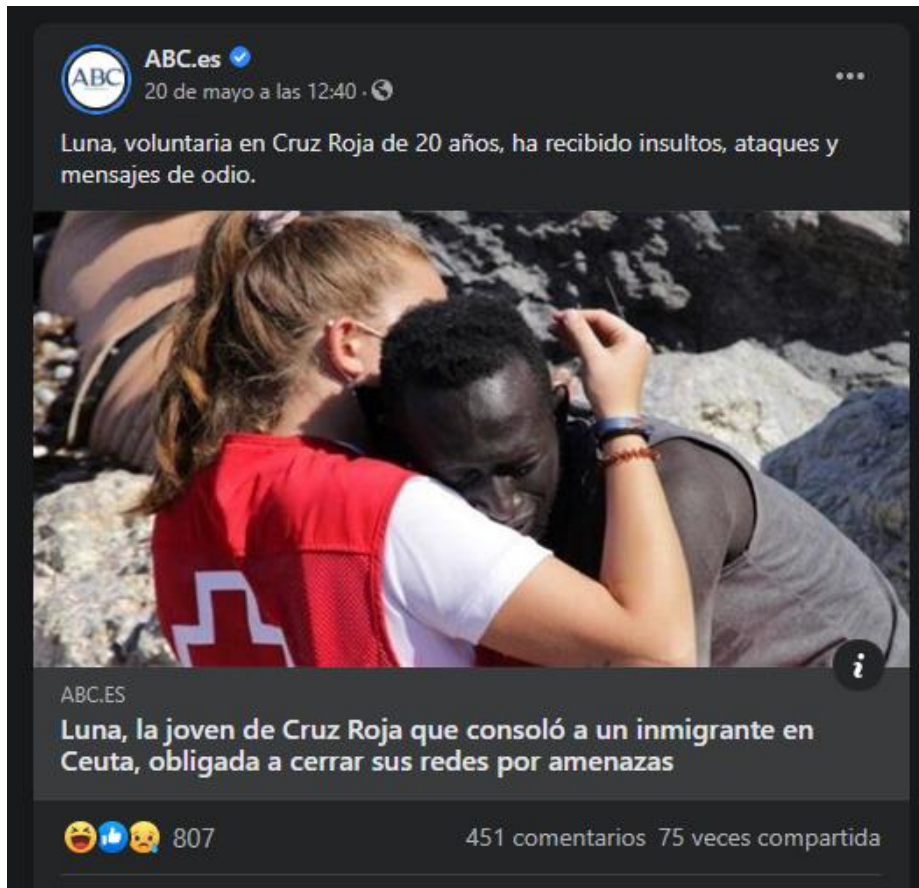 ABC
ABC.es
20 de mayo a las 12:40 ·
Luna, voluntaria en Cruz Roja de 20 años, ha recibido insultos, ataques y
mensajes de odio.
i
ABC.ES
Luna, la joven de Cruz Roja que consoló a un inmigrante en
Ceuta, obligada a cerrar sus redes por amenazas
807 451 comentarios 75 veces compartida